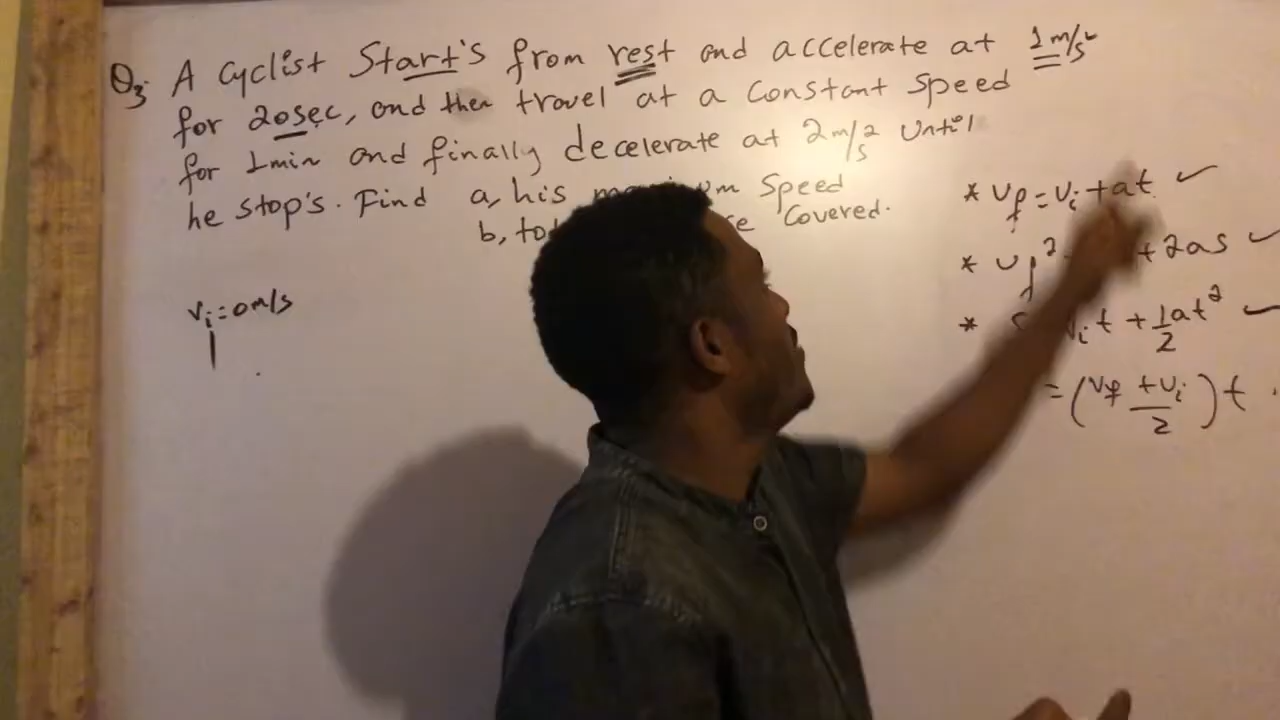 Q3, A cyclist Start's from rest and accelerate at 1m/s²
for 20sec, and then travel at a constant speed
for 1min and finally decelerate at 2m/s² until
he stop's. Find a, his speed
b, Covered.
* vf = vi + at ✓
* vf² + 2as ✓
* vi t + 1/2 at² ✓
= (vf + vi / 2) t
vi = 0m/s